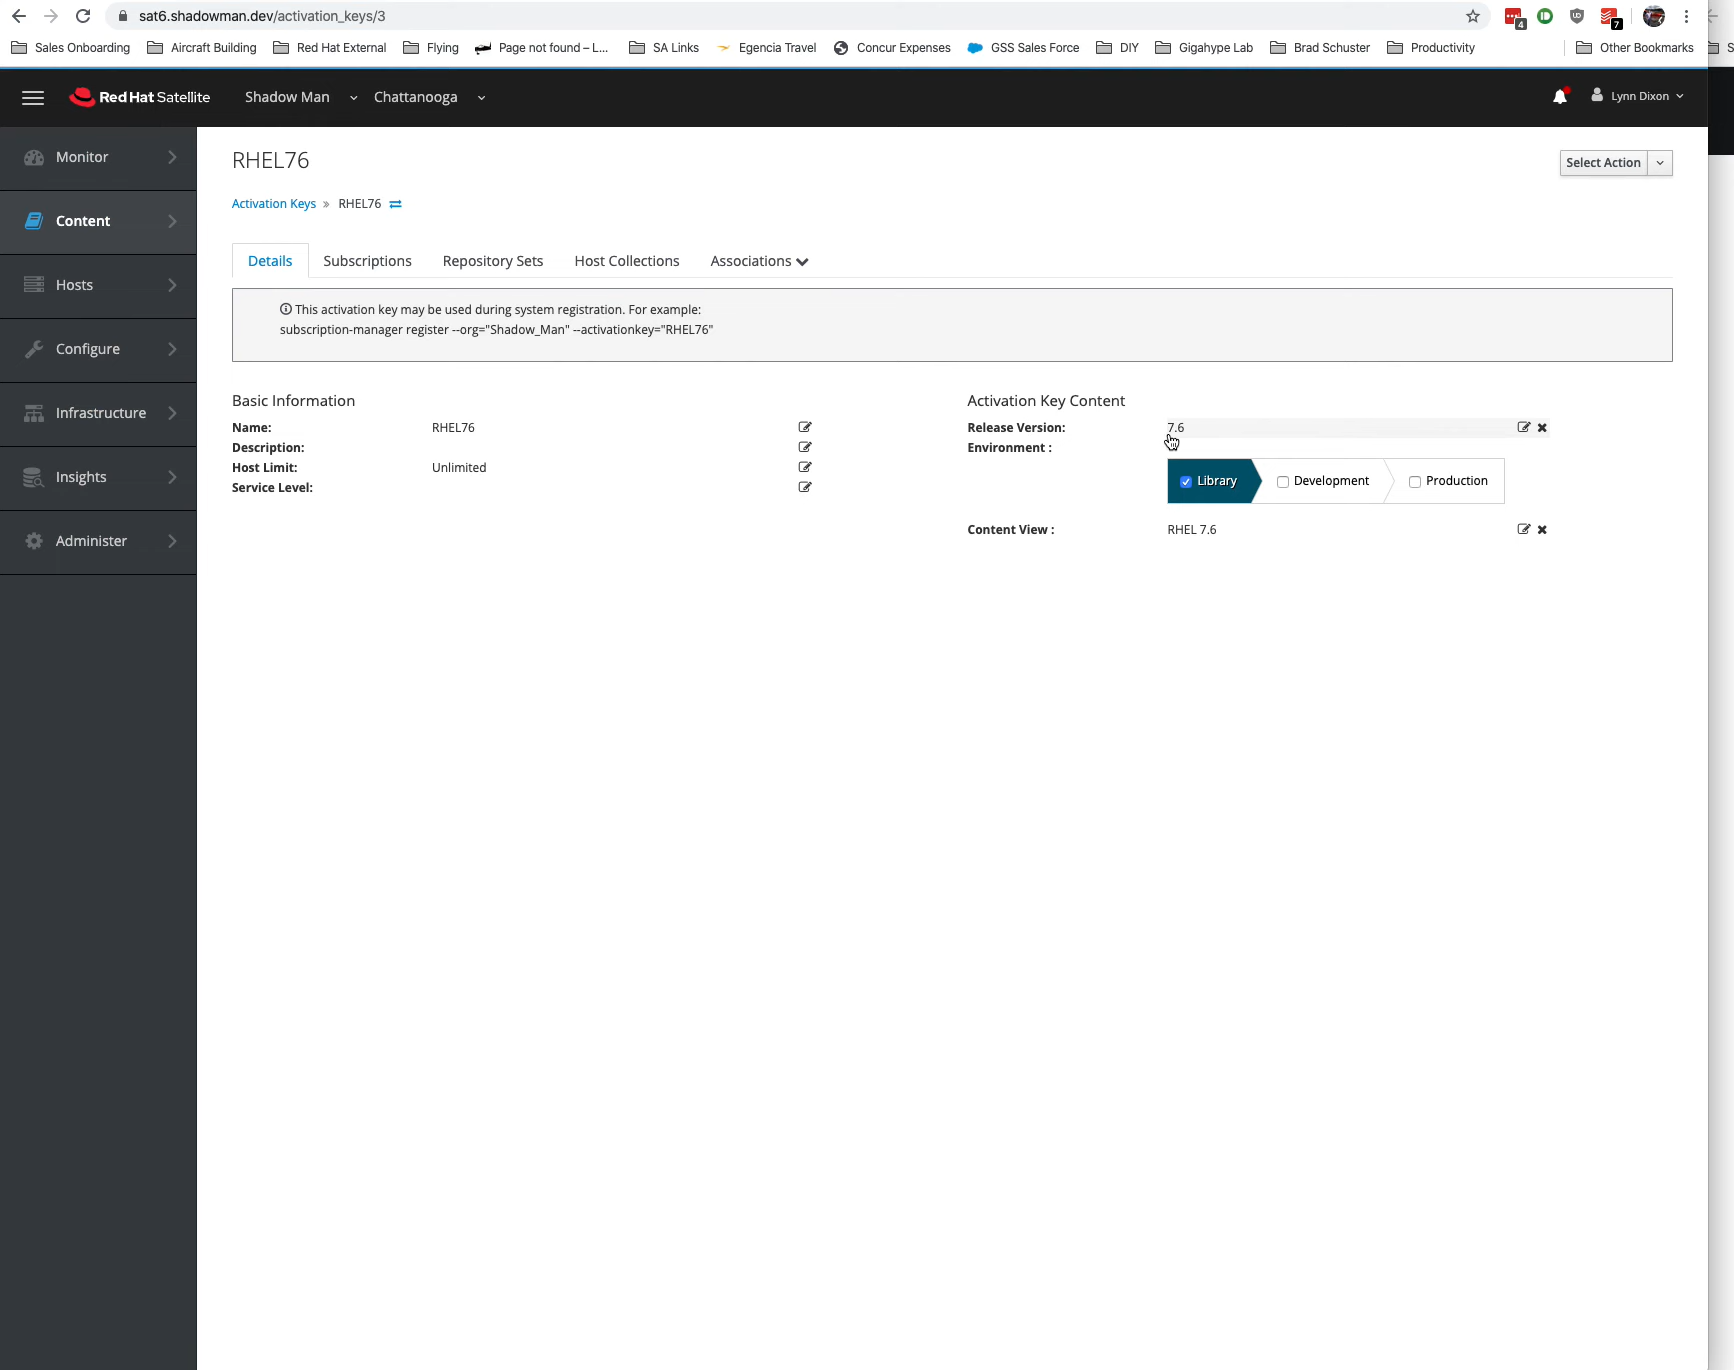 sat6.shadowman.dev/activation_keys/3
4
7
Sales Onboarding Aircraft Building Red Hat External Flying Page not found – L... SA Links Egencia Travel Concur Expenses GSS Sales Force DIY Gigahype Lab Brad Schuster Productivity Other Bookmarks S
Red Hat Satellite Shadow Man Chattanooga Lynn Dixon
Monitor
Content
Hosts
Configure
Infrastructure
Insights
Administer
RHEL76
Select Action
Activation Keys » RHEL76
Details Subscriptions Repository Sets Host Collections Associations
This activation key may be used during system registration. For example:
subscription-manager register --org="Shadow_Man" --activationkey="RHEL76"
Basic Information
Name: RHEL76
Description:
Host Limit: Unlimited
Service Level:
Activation Key Content
Release Version: 7.6
Environment :
Library Development Production
Content View : RHEL 7.6